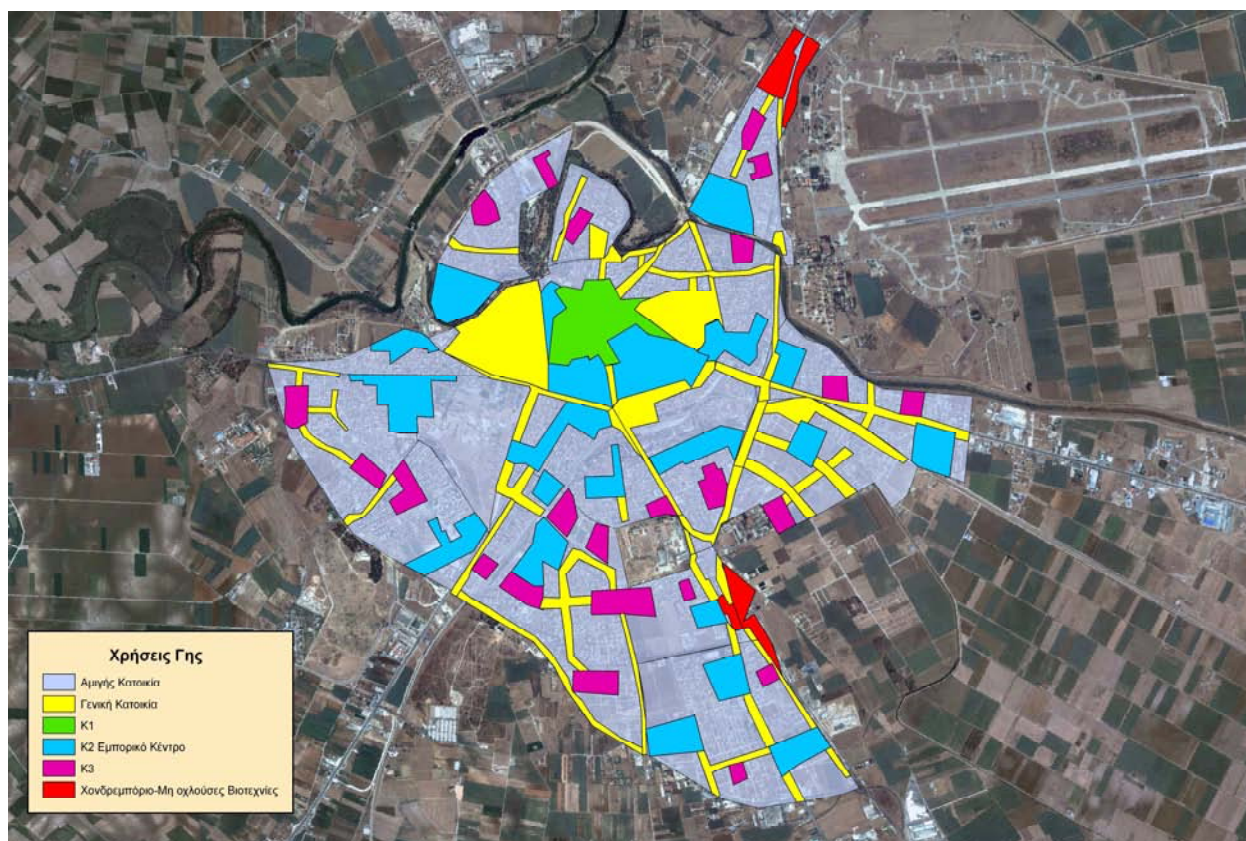 Χρήσεις Γης
Αμιγής Κατοικία
Γενική Κατοικία
Κ1
Κ2 Εμπορικό Κέντρο
Κ3
Χονδρεμπόριο-Μη οχλούσες Βιοτεχνίες